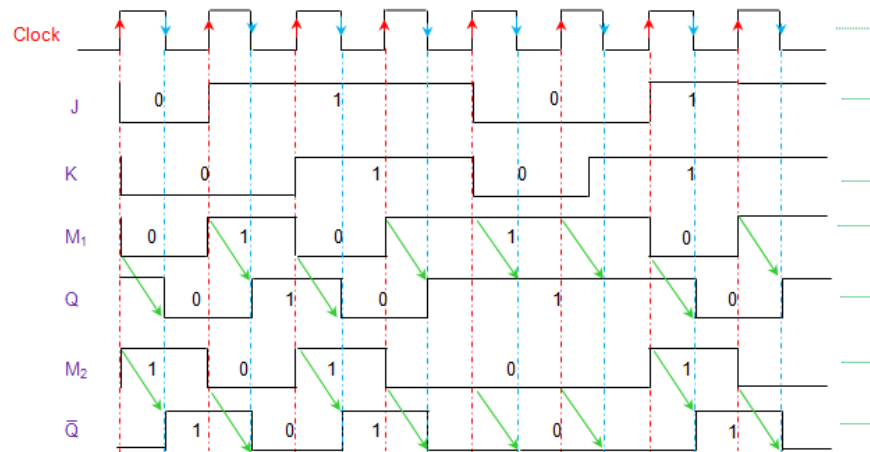 Clock
J 0 1 0 1
K 0 1 0 1
M₁ 0 1 0 1 0
Q 0 1 0 1 0
M₂ 1 0 1 0 1
Q̅ 1 0 1 0 1